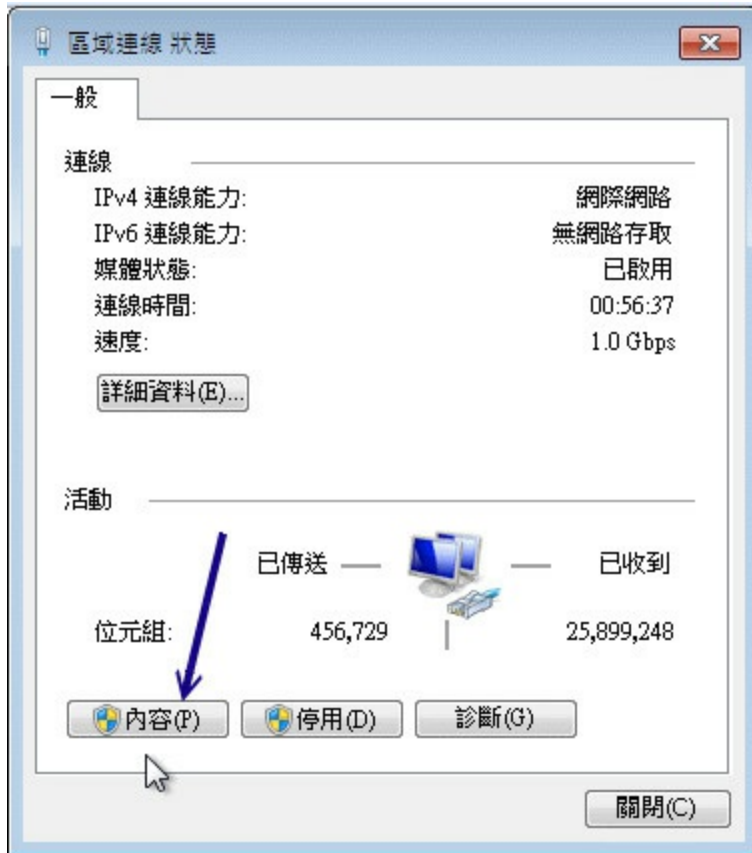 區域連線 狀態
一般
連線
IPv4 連線能力: 網際網路
IPv6 連線能力: 無網路存取
媒體狀態: 已啟用
連線時間: 00:56:37
速度: 1.0 Gbps
詳細資料(E)...
活動
已傳送 已收到
位元組: 456,729 25,899,248
內容(P) 停用(D) 診斷(G)
關閉(C)